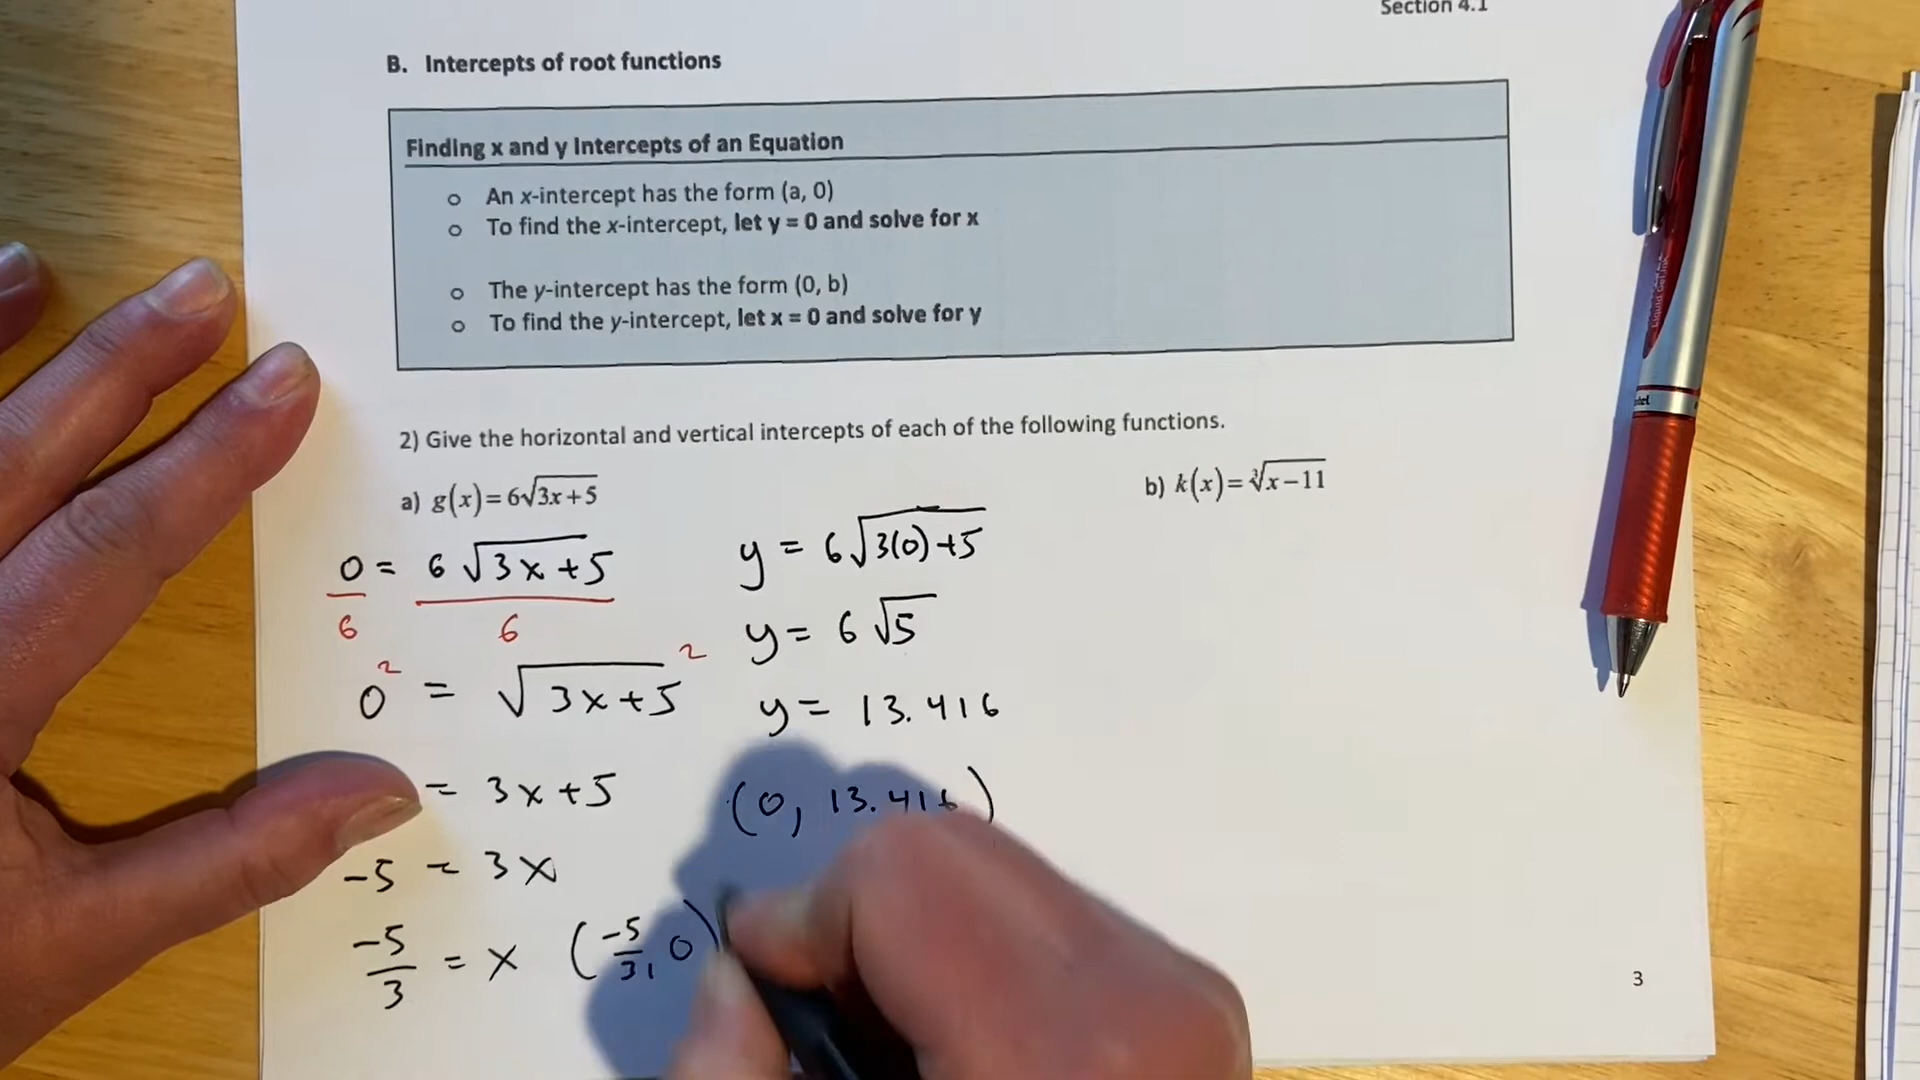 Section 4.1
B. Intercepts of root functions
Finding x and y Intercepts of an Equation
o An x-intercept has the form (a, 0)
o To find the x-intercept, let y = 0 and solve for x
o The y-intercept has the form (0, b)
o To find the y-intercept, let x = 0 and solve for y
2) Give the horizontal and vertical intercepts of each of the following functions.
a) g(x)=6√3x+5
b) k(x)=∛x−11
0 = 6√3x+5
6 6
0² = √3x+5²
= 3x+5
-5 = 3x
-5/3 = x (-5/3, 0)
y = 6√3(0)+5
y = 6√5
y = 13.416
(0, 13.416)
3